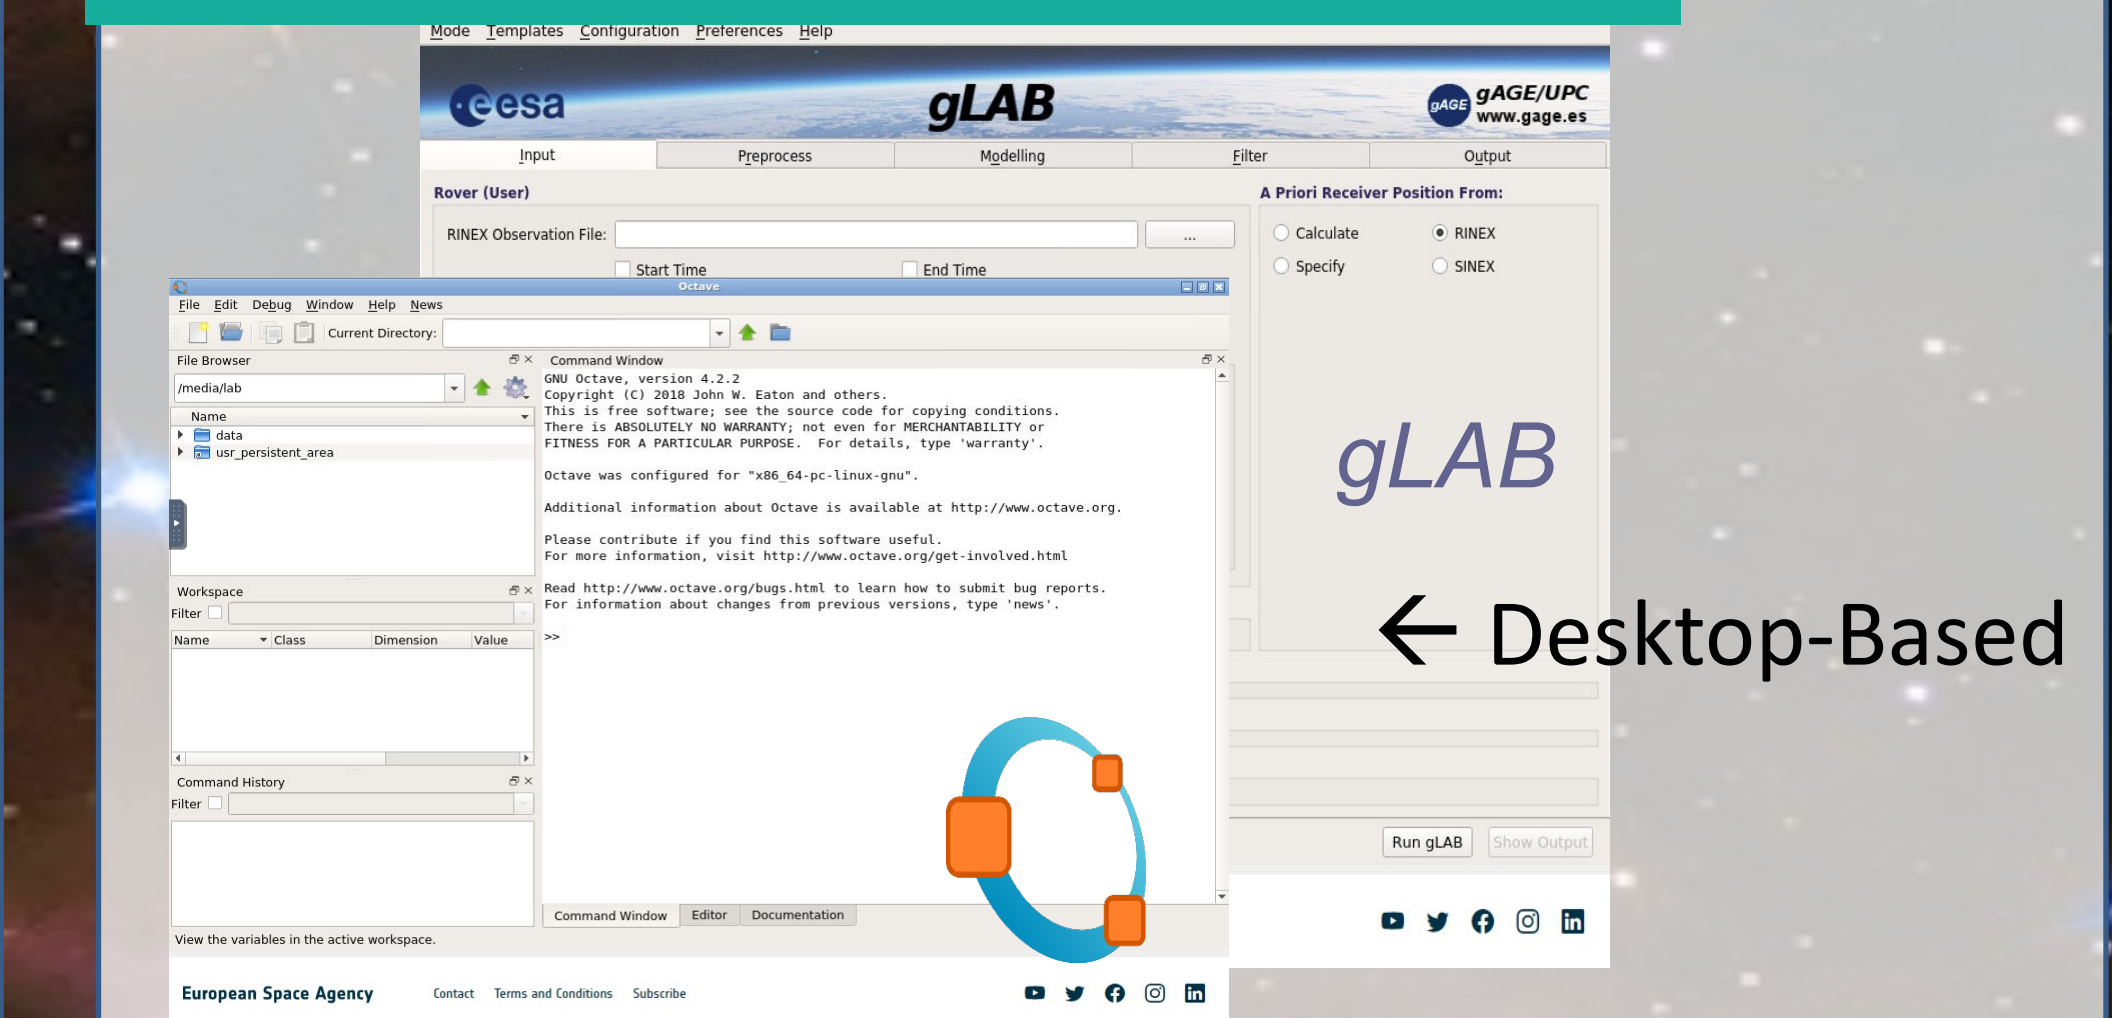 Mode Templates Configuration Preferences Help
esa
gLAB
gAGE
gAGE/UPC
www.gage.es
Input Preprocess Modelling Filter Output
Rover (User)
A Priori Receiver Position From:
RINEX Observation File:
...
Calculate RINEX
Start Time End Time
Specify SINEX
Octave
File Edit Debug Window Help News
Current Directory:
File Browser
/media/lab
Name
data
usr_persistent_area
Workspace
Filter
Name Class Dimension Value
Command History
Filter
Command Window
GNU Octave, version 4.2.2
Copyright (C) 2018 John W. Eaton and others.
This is free software; see the source code for copying conditions.
There is ABSOLUTELY NO WARRANTY; not even for MERCHANTABILITY or
FITNESS FOR A PARTICULAR PURPOSE.  For details, type 'warranty'.
Octave was configured for "x86_64-pc-linux-gnu".
Additional information about Octave is available at http://www.octave.org.
Please contribute if you find this software useful.
For more information, visit http://www.octave.org/get-involved.html
Read http://www.octave.org/bugs.html to learn how to submit bug reports.
For information about changes from previous versions, type 'news'.
>>
Command Window Editor Documentation
View the variables in the active workspace.
gLAB
← Desktop-Based
Run gLAB Show Output
European Space Agency Contact Terms and Conditions Subscribe